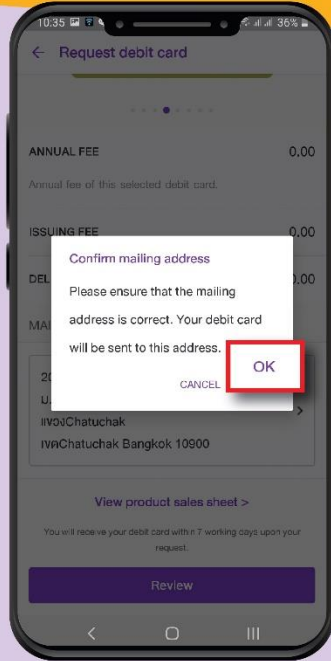 10:35
36%
← Request debit card
ANNUAL FEE 0.00
Annual fee of this selected debit card.
ISSUING FEE 0.00
DEL 0.00
MAI
Confirm mailing address
Please ensure that the mailing
address is correct. Your debit card
will be sent to this address.
CANCEL
OK
20
แขวงChatuchak
เขตChatuchak Bangkok 10900
View product sales sheet >
You will receive your debit card within 7 working days upon your
request.
Review